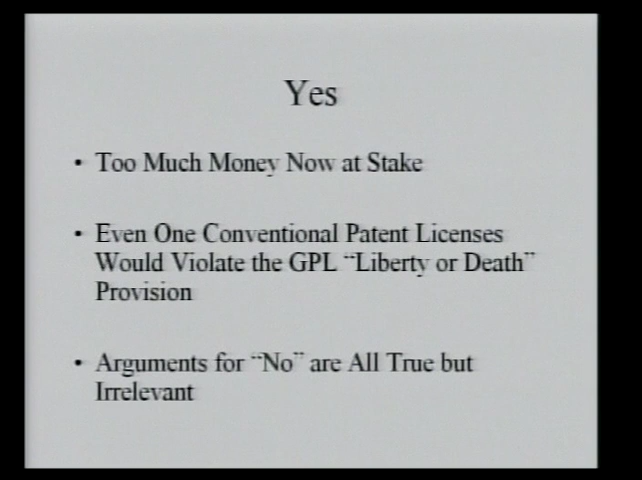 Yes
• Too Much Money Now at Stake
• Even One Conventional Patent Licenses
Would Violate the GPL “Liberty or Death”
Provision
• Arguments for “No” are All True but
Irrelevant